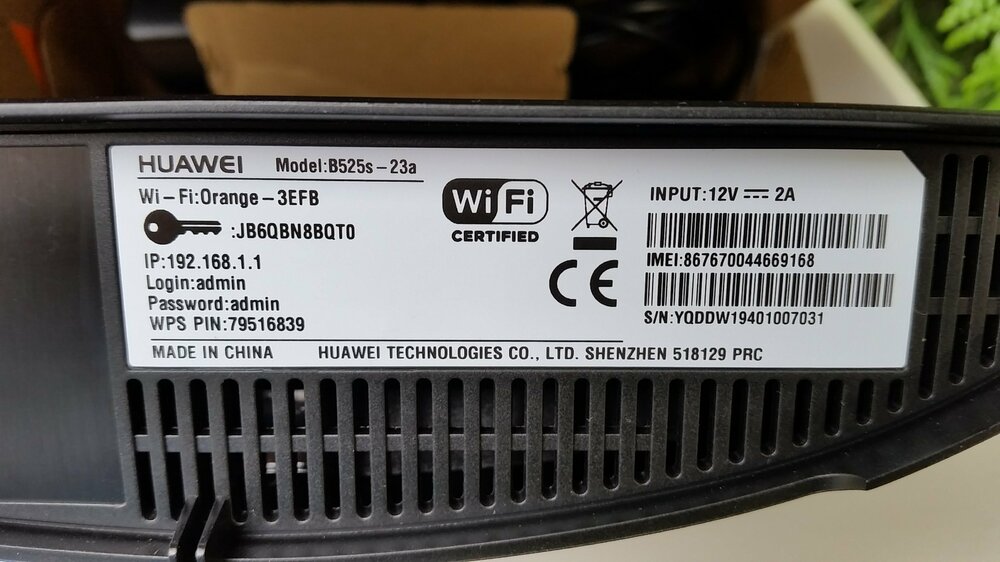 HUAWEI Model:B525s-23a
Wi-Fi:Orange-3EFB
:JB6QBN8BQT0
IP:192.168.1.1
Login:admin
Password:admin
WPS PIN:79516839
Wi Fi
CERTIFIED
CE
INPUT:12V ⎓ 2A
IMEI:867670044669168
S/N:YQDDW19401007031
MADE IN CHINA HUAWEI TECHNOLOGIES CO., LTD. SHENZHEN 518129 PRC